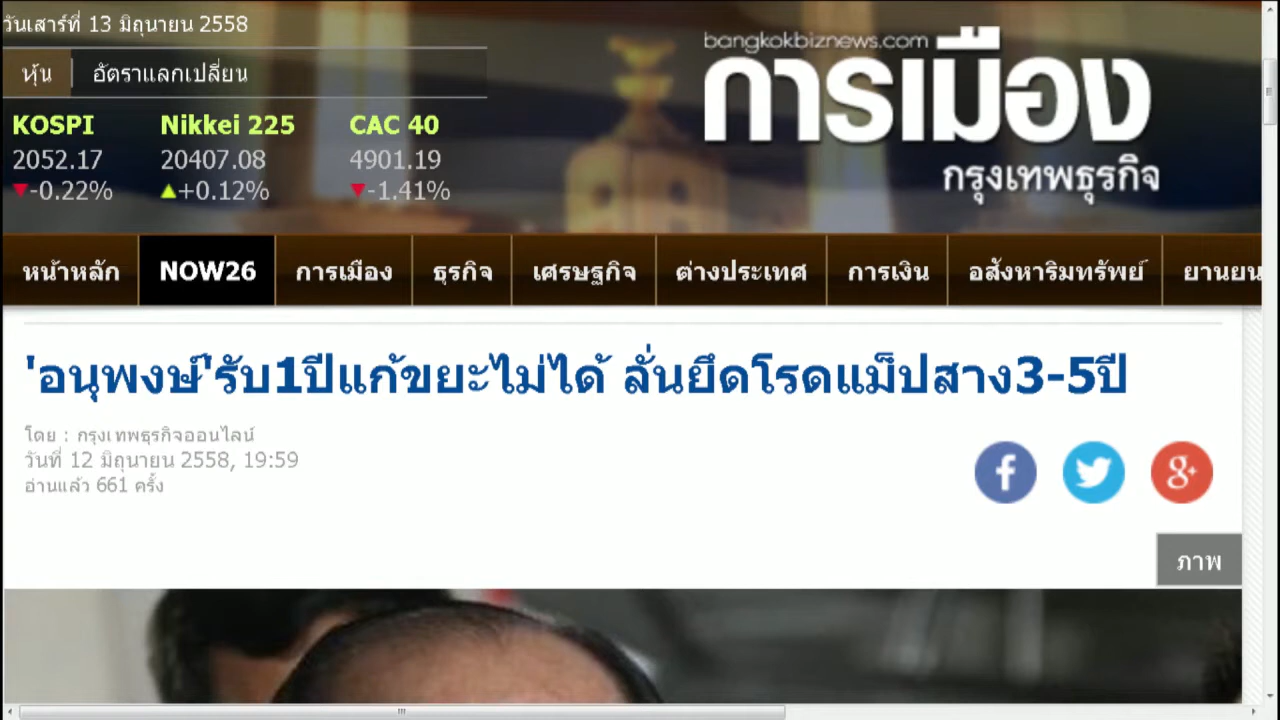 วันเสาร์ที่ 13 มิถุนายน 2558
bangkokbiznews.com
การเมือง
กรุงเทพธุรกิจ
หุ้น อัตราแลกเปลี่ยน
KOSPI Nikkei 225 CAC 40
2052.17 20407.08 4901.19
▼-0.22% ▲+0.12% ▼-1.41%
หน้าหลัก NOW26 การเมือง ธุรกิจ เศรษฐกิจ ต่างประเทศ การเงิน อสังหาริมทรัพย์ ยานยน
'อนุพงษ์'รับ1ปีแก้ขยะไม่ได้ ลั่นยึดโรดแม็ปสาง3-5ปี
โดย : กรุงเทพธุรกิจออนไลน์
วันที่ 12 มิถุนายน 2558, 19:59
อ่านแล้ว 661 ครั้ง
ภาพ